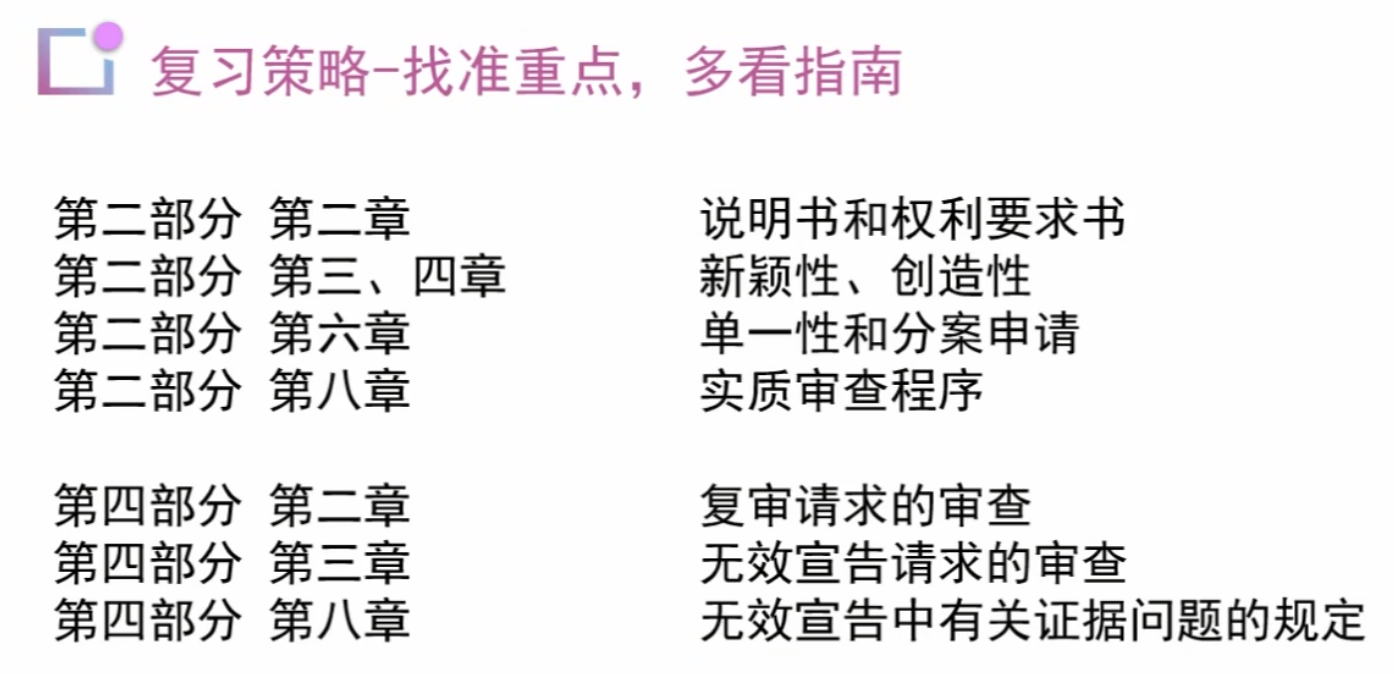 复习策略-找准重点，多看指南
第二部分 第二章 说明书和权利要求书
第二部分 第三、四章 新颖性、创造性
第二部分 第六章 单一性和分案申请
第二部分 第八章 实质审查程序
第四部分 第二章 复审请求的审查
第四部分 第三章 无效宣告请求的审查
第四部分 第八章 无效宣告中有关证据问题的规定